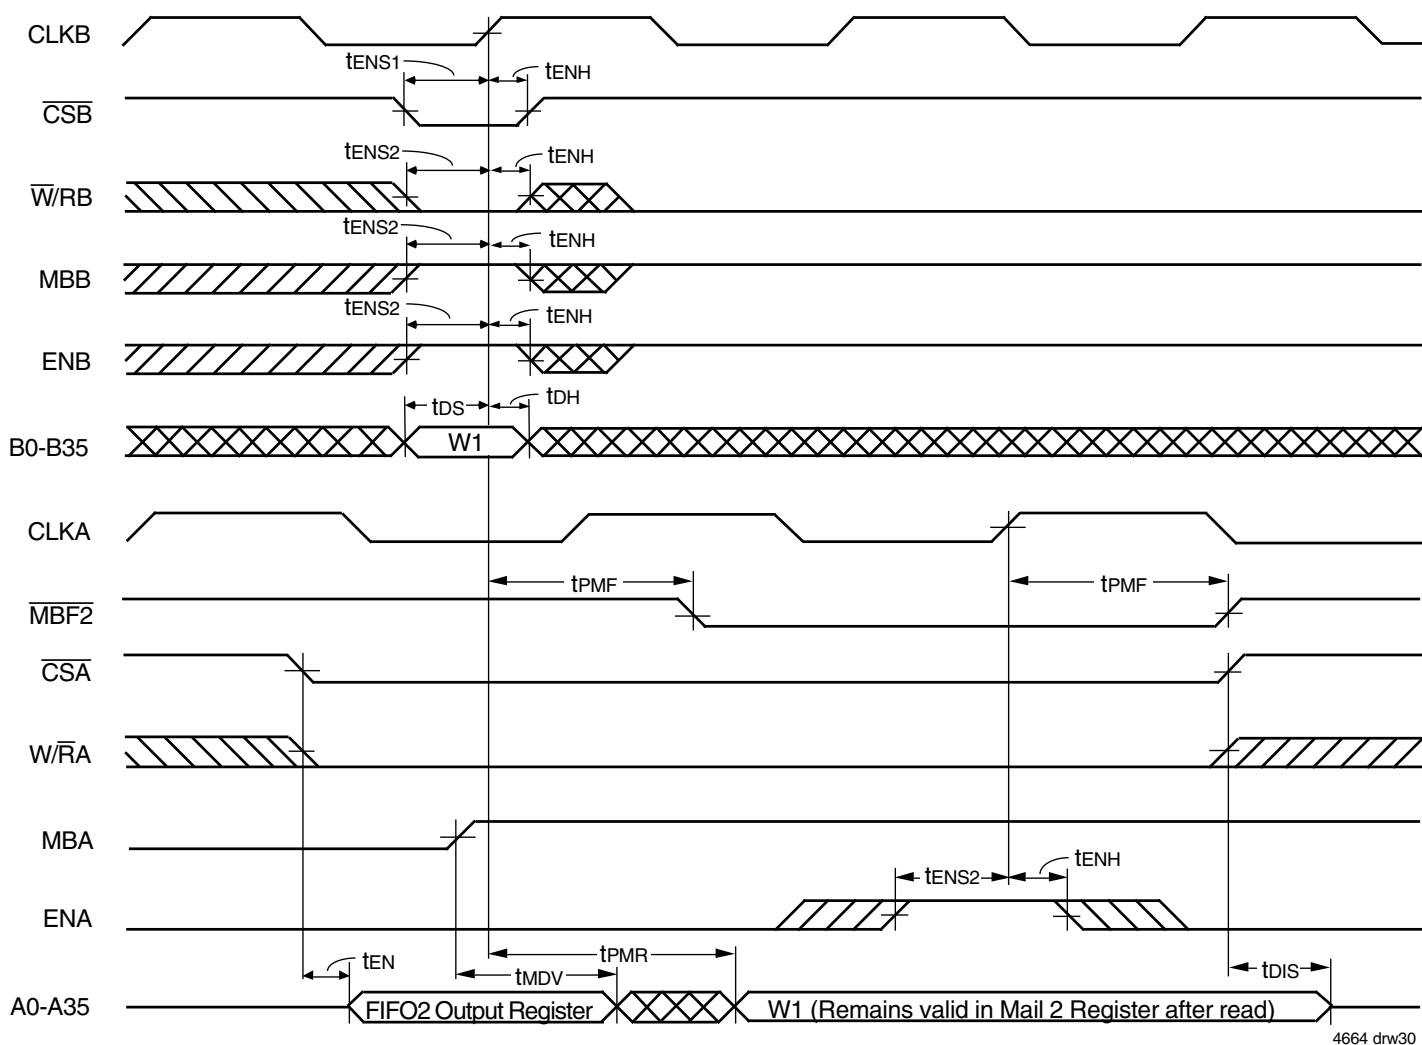 CLKB
tENS1
tENH
CSB
tENS2
tENH
W/RB
tENS2
tENH
MBB
tENS2
tENH
ENB
tDS
tDH
B0-B35
W1
CLKA
tPMF
tPMF
MBF2
CSA
W/RA
MBA
tENS2
tENH
ENA
tEN
tPMR
tMDV
tDIS
A0-A35
FIFO2 Output Register
W1 (Remains valid in Mail 2 Register after read)
4664 drw30